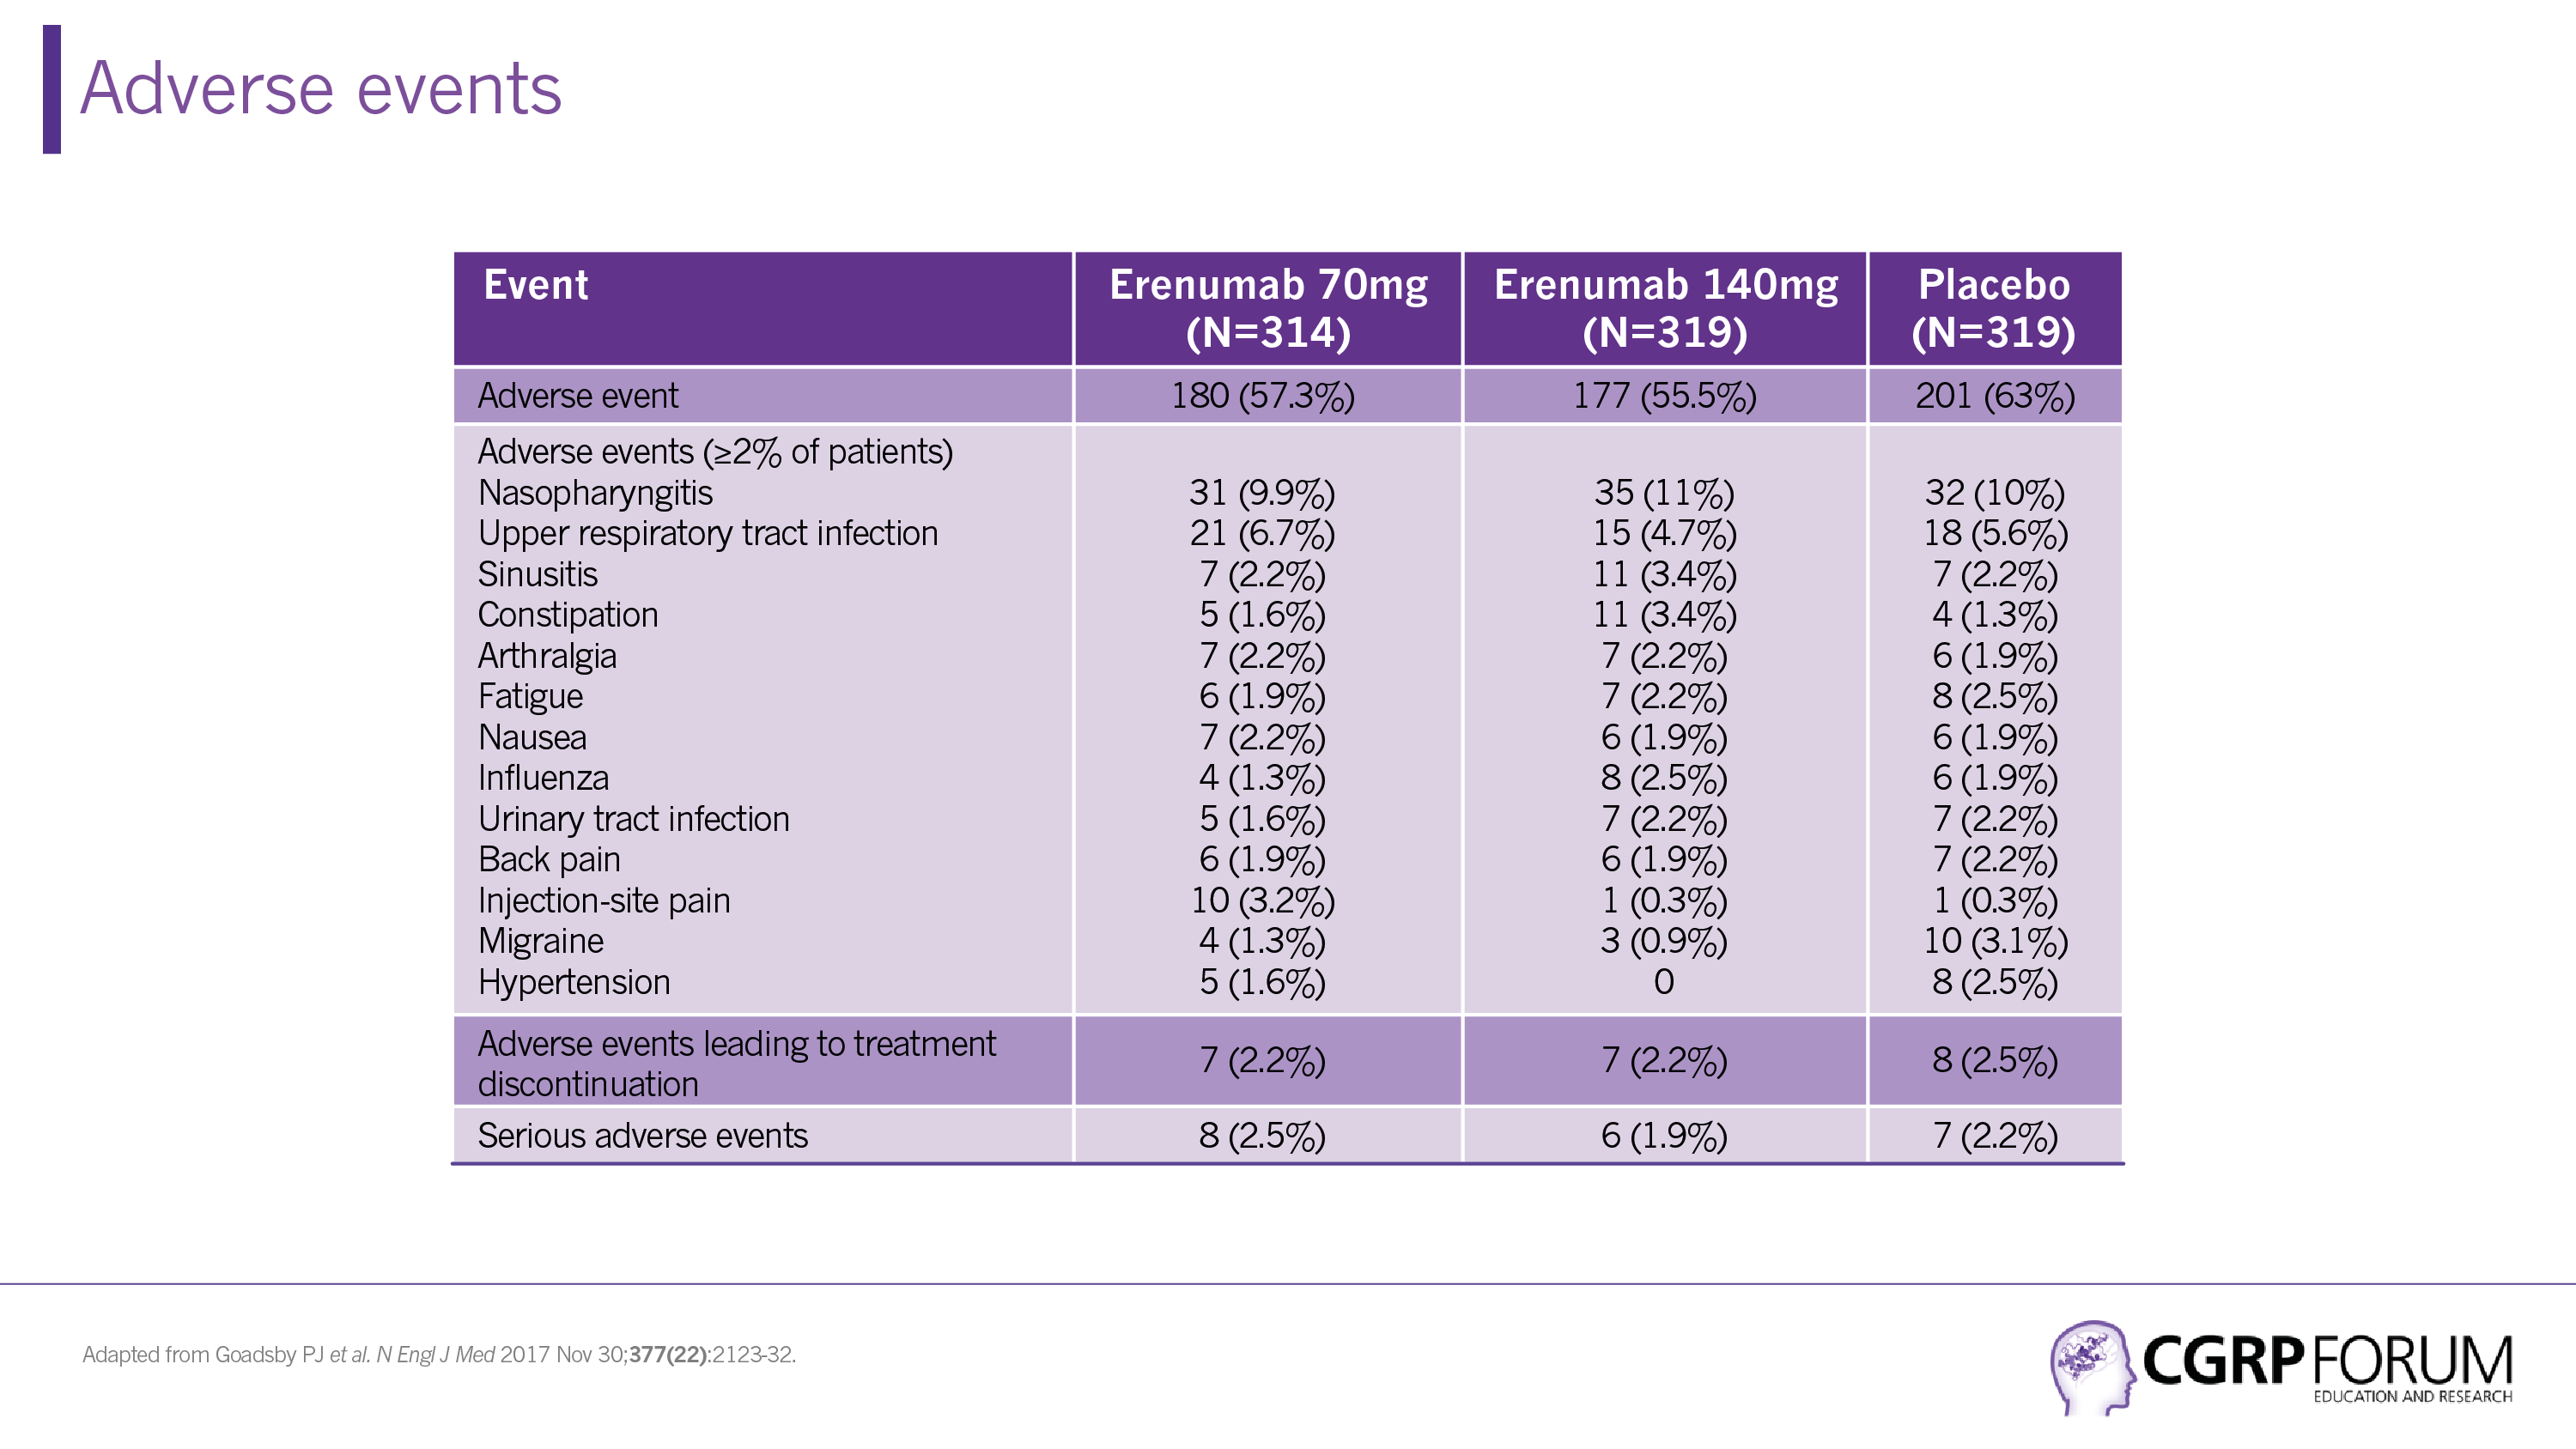 Adverse events
Event Erenumab 70mg (N=314) Erenumab 140mg (N=319) Placebo (N=319)
Adverse event 180 (57.3%) 177 (55.5%) 201 (63%)
Adverse events (≥2% of patients)
Nasopharyngitis 31 (9.9%) 35 (11%) 32 (10%)
Upper respiratory tract infection 21 (6.7%) 15 (4.7%) 18 (5.6%)
Sinusitis 7 (2.2%) 11 (3.4%) 7 (2.2%)
Constipation 5 (1.6%) 11 (3.4%) 4 (1.3%)
Arthralgia 7 (2.2%) 7 (2.2%) 6 (1.9%)
Fatigue 6 (1.9%) 7 (2.2%) 8 (2.5%)
Nausea 7 (2.2%) 6 (1.9%) 6 (1.9%)
Influenza 4 (1.3%) 8 (2.5%) 6 (1.9%)
Urinary tract infection 5 (1.6%) 7 (2.2%) 7 (2.2%)
Back pain 6 (1.9%) 6 (1.9%) 7 (2.2%)
Injection-site pain 10 (3.2%) 1 (0.3%) 1 (0.3%)
Migraine 4 (1.3%) 3 (0.9%) 10 (3.1%)
Hypertension 5 (1.6%) 0 8 (2.5%)
Adverse events leading to treatment discontinuation 7 (2.2%) 7 (2.2%) 8 (2.5%)
Serious adverse events 8 (2.5%) 6 (1.9%) 7 (2.2%)
Adapted from Goadsby PJ et al. N Engl J Med 2017 Nov 30;377(22):2123-32.
CGRP FORUM
EDUCATION AND RESEARCH